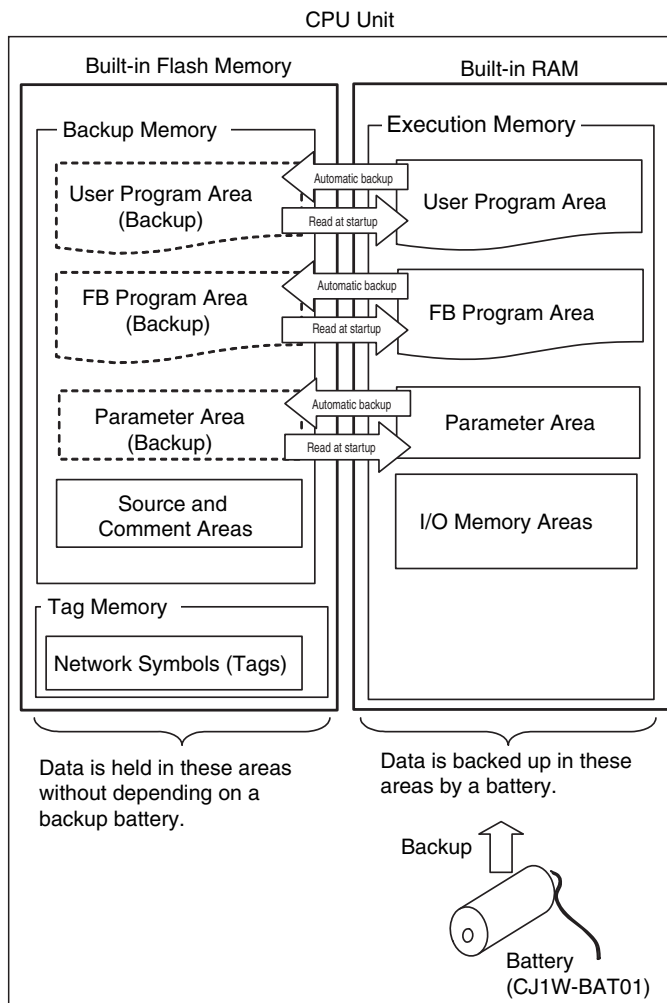 CPU Unit
Built-in Flash Memory
Built-in RAM
Backup Memory
Execution Memory
User Program Area
(Backup)
Automatic backup
Read at startup
User Program Area
FB Program Area
(Backup)
Automatic backup
Read at startup
FB Program Area
Parameter Area
(Backup)
Automatic backup
Read at startup
Parameter Area
Source and
Comment Areas
I/O Memory Areas
Tag Memory
Network Symbols (Tags)
Data is held in these areas
without depending on a
backup battery.
Data is backed up in these
areas by a battery.
Backup
Battery
(CJ1W-BAT01)